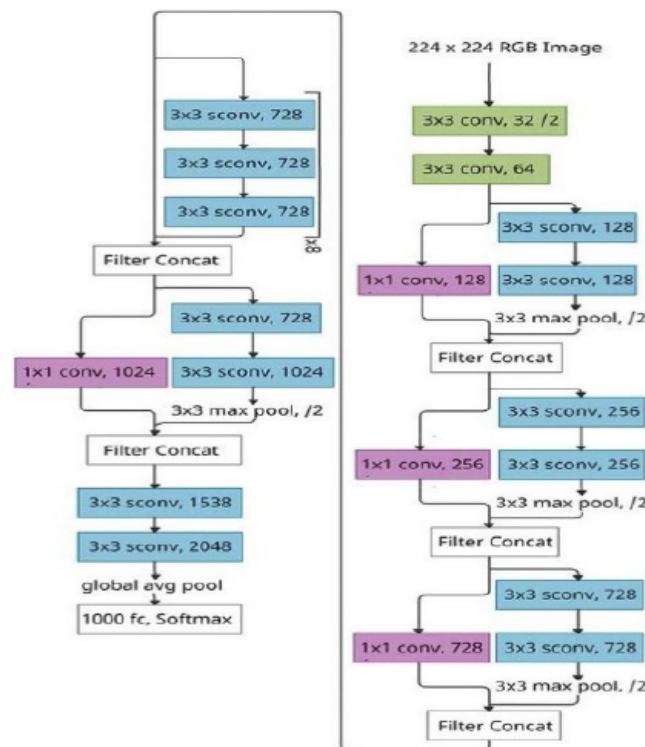 224 x 224 RGB Image
3x3 conv, 32 /2
3x3 conv, 64
3x3 sconv, 128
1x1 conv, 128
3x3 sconv, 128
3x3 max pool, /2
Filter Concat
3x3 sconv, 256
1x1 conv, 256
3x3 sconv, 256
3x3 max pool, /2
Filter Concat
3x3 sconv, 728
1x1 conv, 728
3x3 sconv, 728
3x3 max pool, /2
Filter Concat
3x3 sconv, 728
3x3 sconv, 728
3x3 sconv, 728
8x
Filter Concat
3x3 sconv, 728
1x1 conv, 1024
3x3 sconv, 1024
3x3 max pool, /2
Filter Concat
3x3 sconv, 1538
3x3 sconv, 2048
global avg pool
1000 fc, Softmax